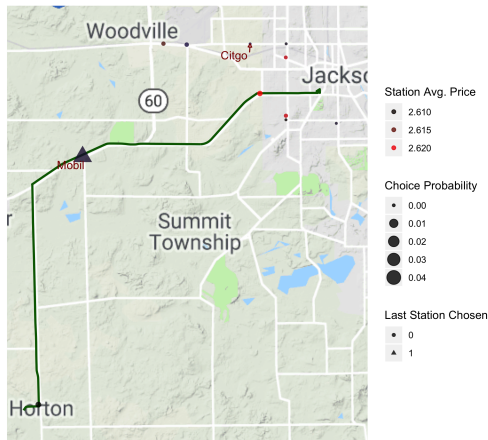 Woodville
Citgo
Jacksc
60
Mobil
r
Summit
Township
Horton
Station Avg. Price
2.610
2.615
2.620
Choice Probability
0.00
0.01
0.02
0.03
0.04
Last Station Chosen
0
1